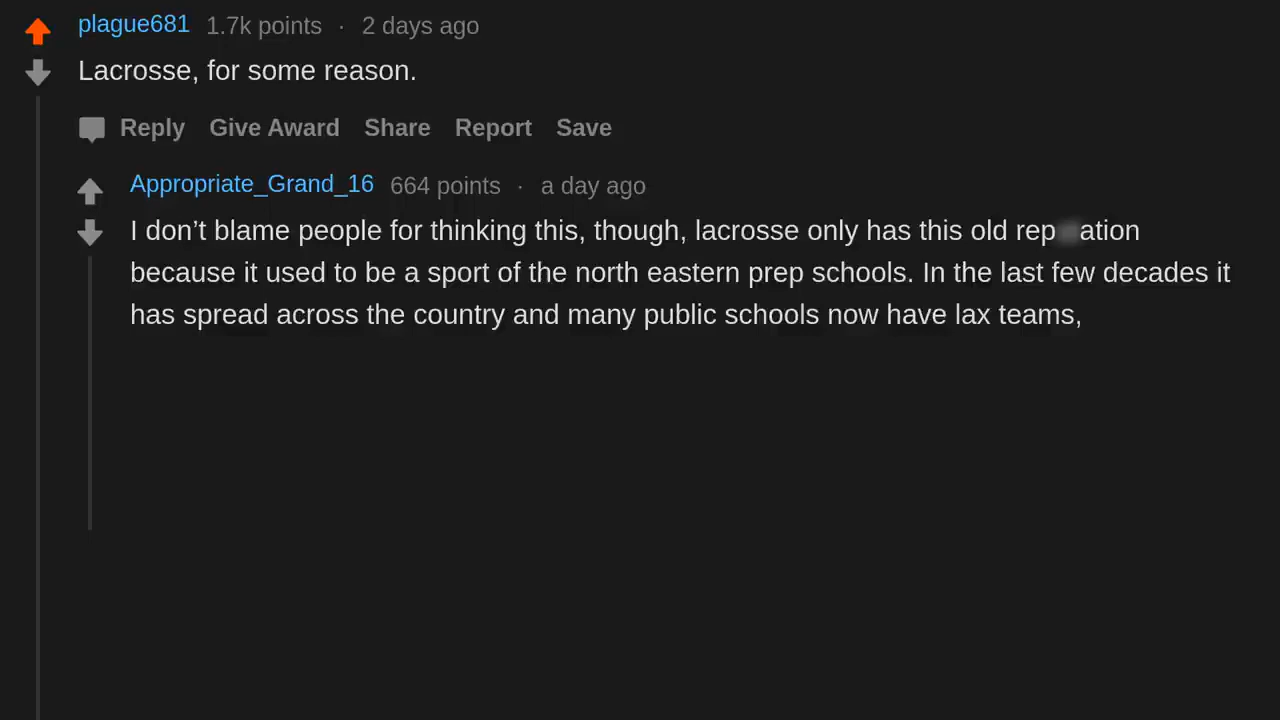 plague681 1.7k points · 2 days ago
Lacrosse, for some reason.
Reply Give Award Share Report Save
Appropriate_Grand_16 664 points · a day ago
I don’t blame people for thinking this, though, lacrosse only has this old
because it used to be a sport of the north eastern prep schools. In the last few decades it
has spread across the country and many public schools now have lax teams,